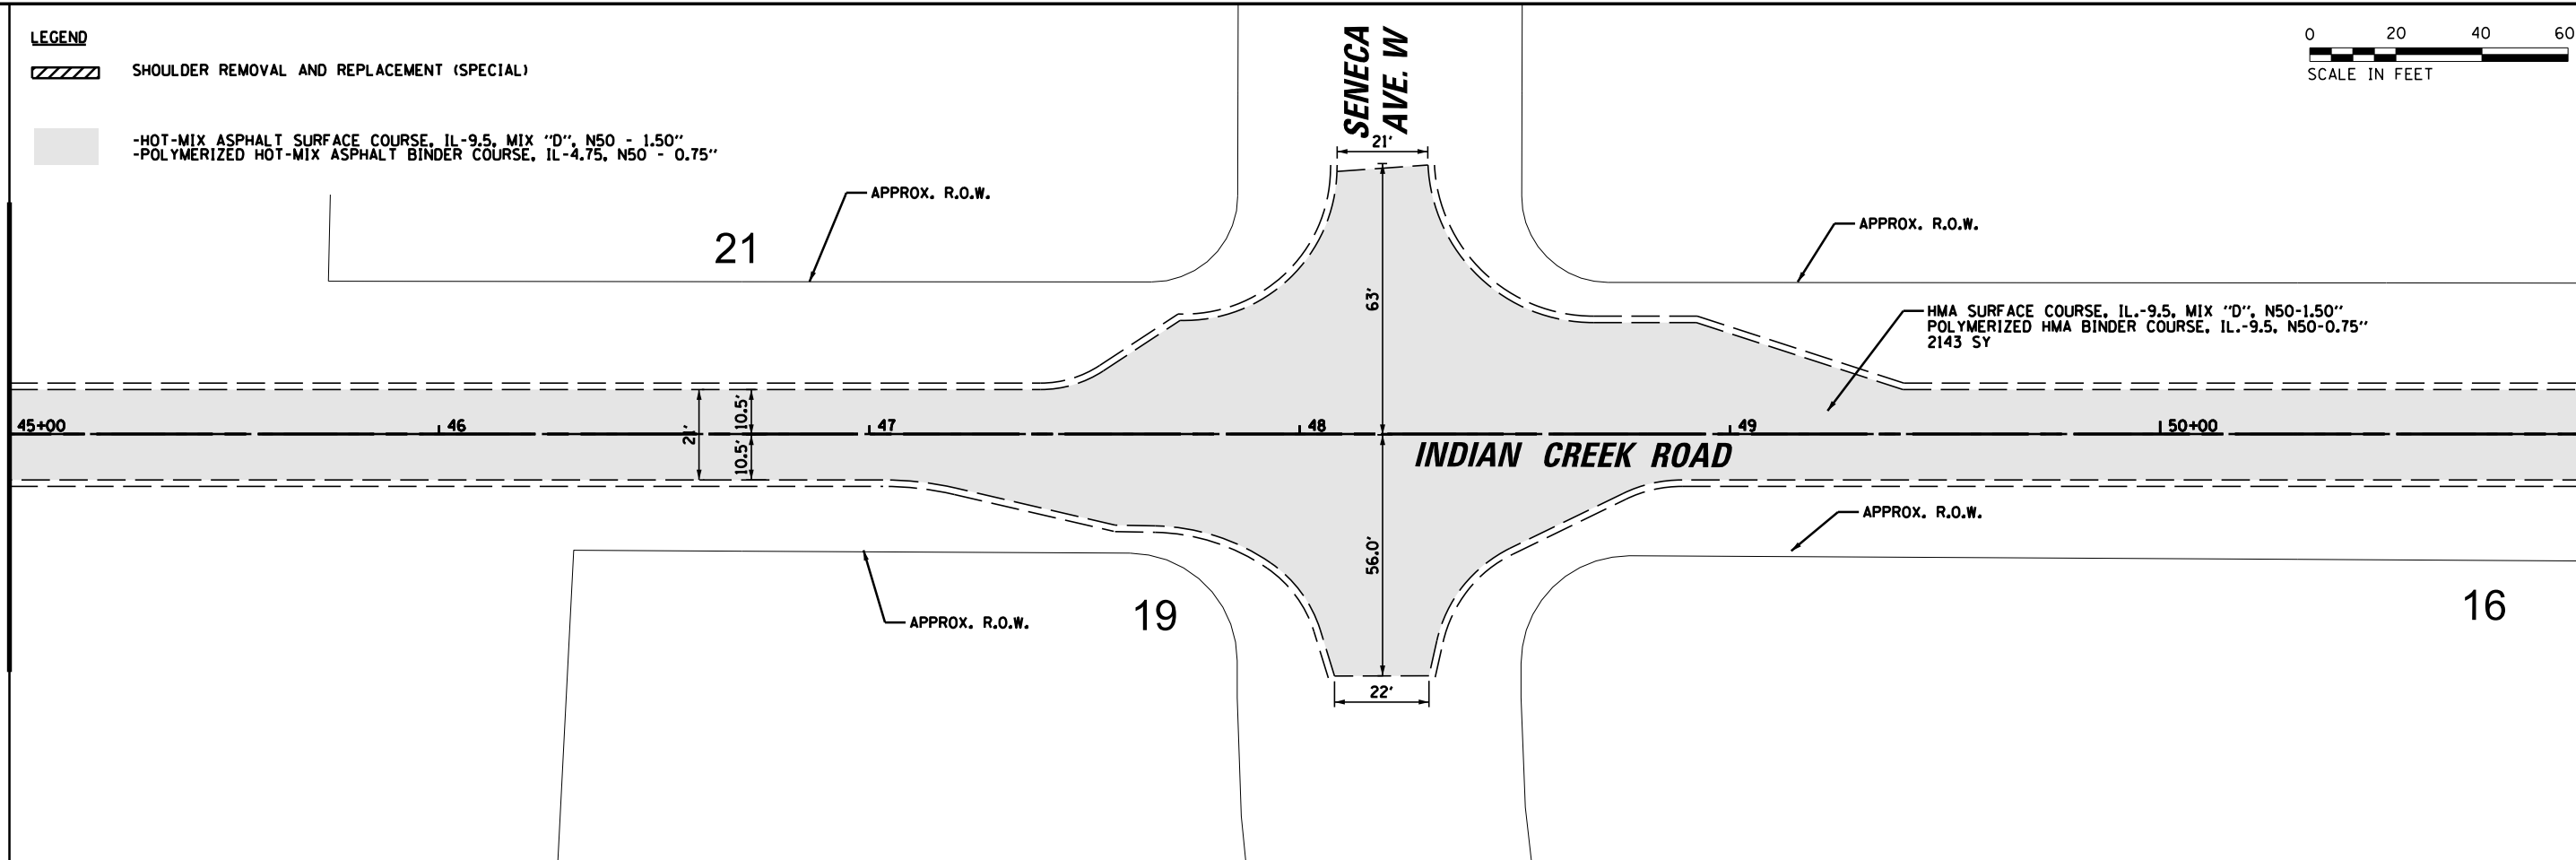 LEGEND
SHOULDER REMOVAL AND REPLACEMENT (SPECIAL)
-HOT-MIX ASPHALT SURFACE COURSE, IL-9.5, MIX "D", N50 - 1.50"
-POLYMERIZED HOT-MIX ASPHALT BINDER COURSE, IL-4.75, N50 - 0.75"
SENECA
AVE. W
0 20 40 60
SCALE IN FEET
21'
APPROX. R.O.W.
21
APPROX. R.O.W.
63'
HMA SURFACE COURSE, IL.-9.5, MIX "D", N50-1.50"
POLYMERIZED HMA BINDER COURSE, IL.-9.5, N50-0.75"
2143 SY
45+00 46 47 48 49 50+00
21'
10.5'
10.5'
INDIAN CREEK ROAD
56.0'
APPROX. R.O.W.
APPROX. R.O.W.
19
16
22'